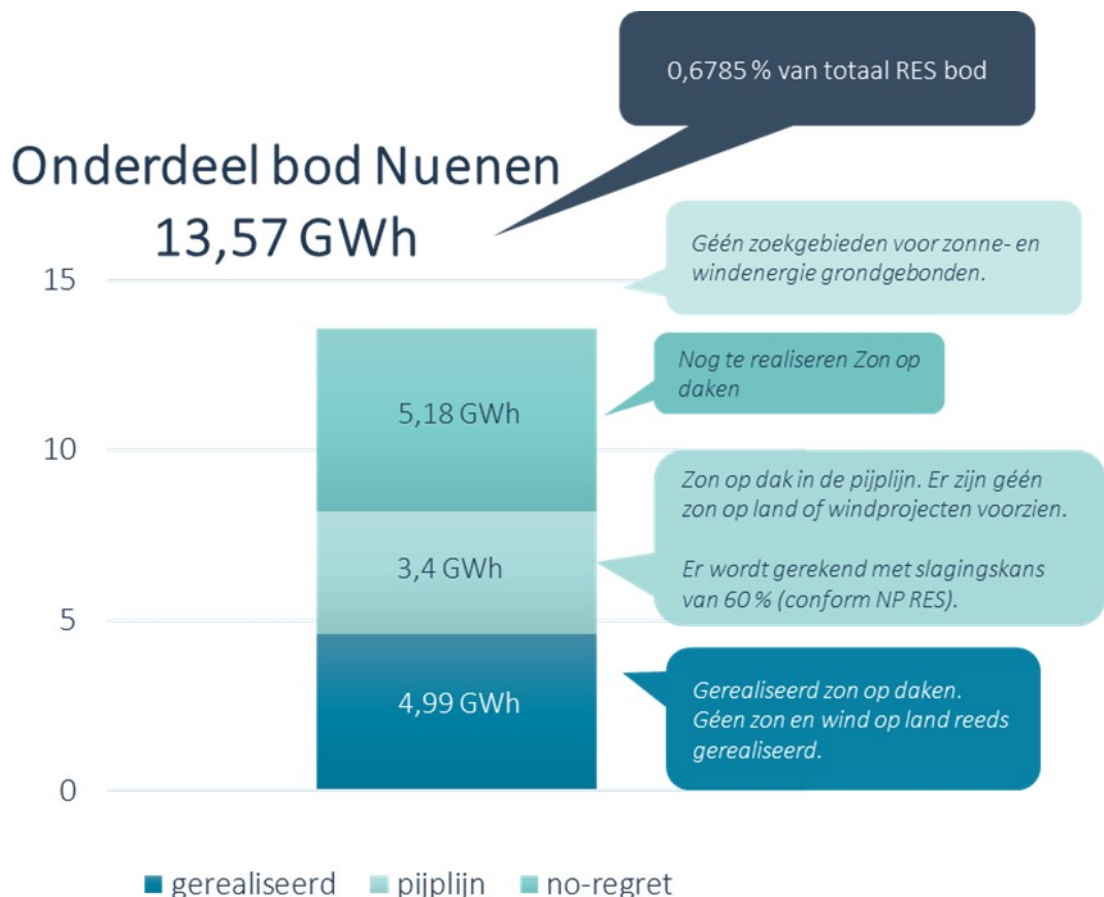 0,6785 % van totaal RES bod
Onderdeel bod Nuenen
13,57 GWh
Géén zoekgebieden voor zonne- en
windenergie grondgebonden.
15
Nog te realiseren Zon op
daken
5,18 GWh
10
Zon op dak in de pijplijn. Er zijn géén
zon op land of windprojecten voorzien.
Er wordt gerekend met slagingskans
van 60 % (conform NP RES).
3,4 GWh
5
Gerealiseerd zon op daken.
Géen zon en wind op land reeds
gerealiseerd.
4,99 GWh
0
gerealiseerd pijplijn no-regret